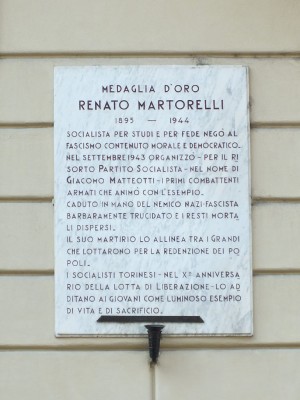 MEDAGLIA D'ORO
RENATO MARTORELLI
1895 — 1944
SOCIALISTA PER STUDI E PER FEDE NEGÒ AL
FASCISMO CONTENUTO MORALE E DEMOCRATICO.
NEL SETTEMBRE 1943 ORGANIZZO - PER IL RI
SORTO PARTITO SOCIALISTA - NEL NOME DI
GIACOMO MATTEOTTI - I PRIMI COMBATTENTI
ARMATI CHE ANIMÒ CON L'ESEMPIO.
CADUTO IN MANO DEL NEMICO NAZI-FASCISTA
BARBARAMENTE TRUCIDATO E I RESTI MORTA
LI DISPERSI.
IL SUO MARTIRIO LO ALLINEA TRA I GRANDI
CHE LOTTARONO PER LA REDENZIONE DEI PO
POLI.
I SOCIALISTI TORINESI - NEL X° ANNIVERSA
RIO DELLA LOTTA DI LIBERAZIONE - LO AD
DITANO AI GIOVANI COME LUMINOSO ESEMPIO
DI VITA E DI SACRIFICIO.